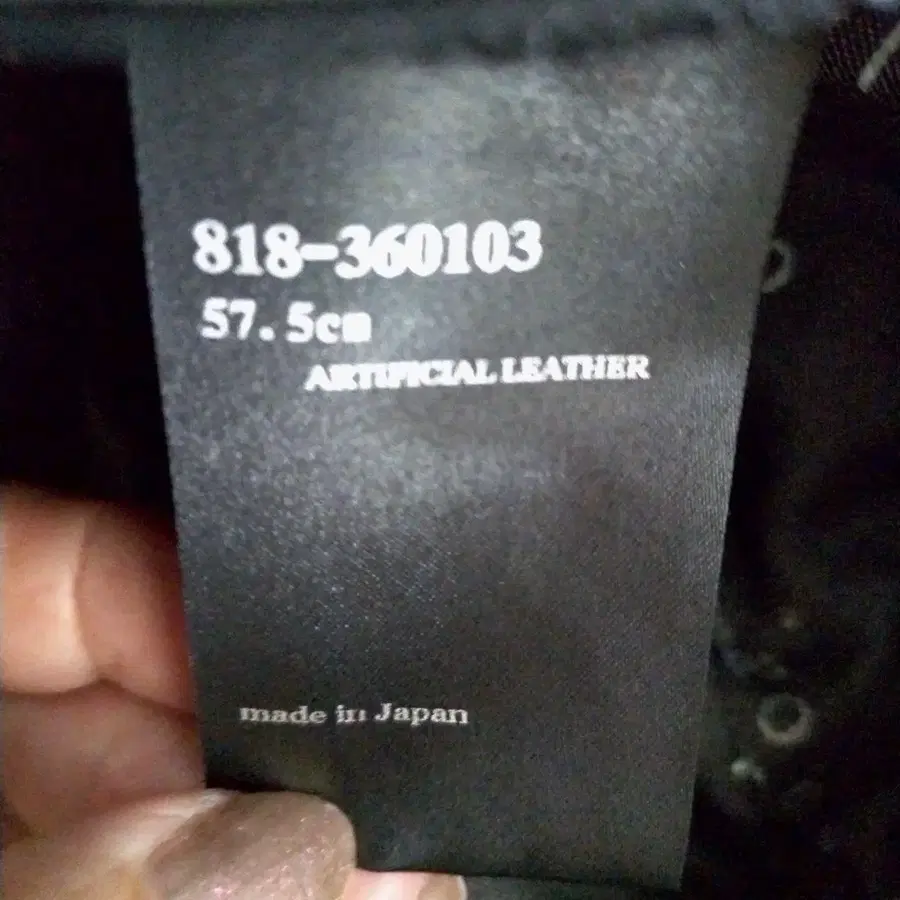 818-360103
57.5cm
ARTIFICIAL LEATHER
made in Japan